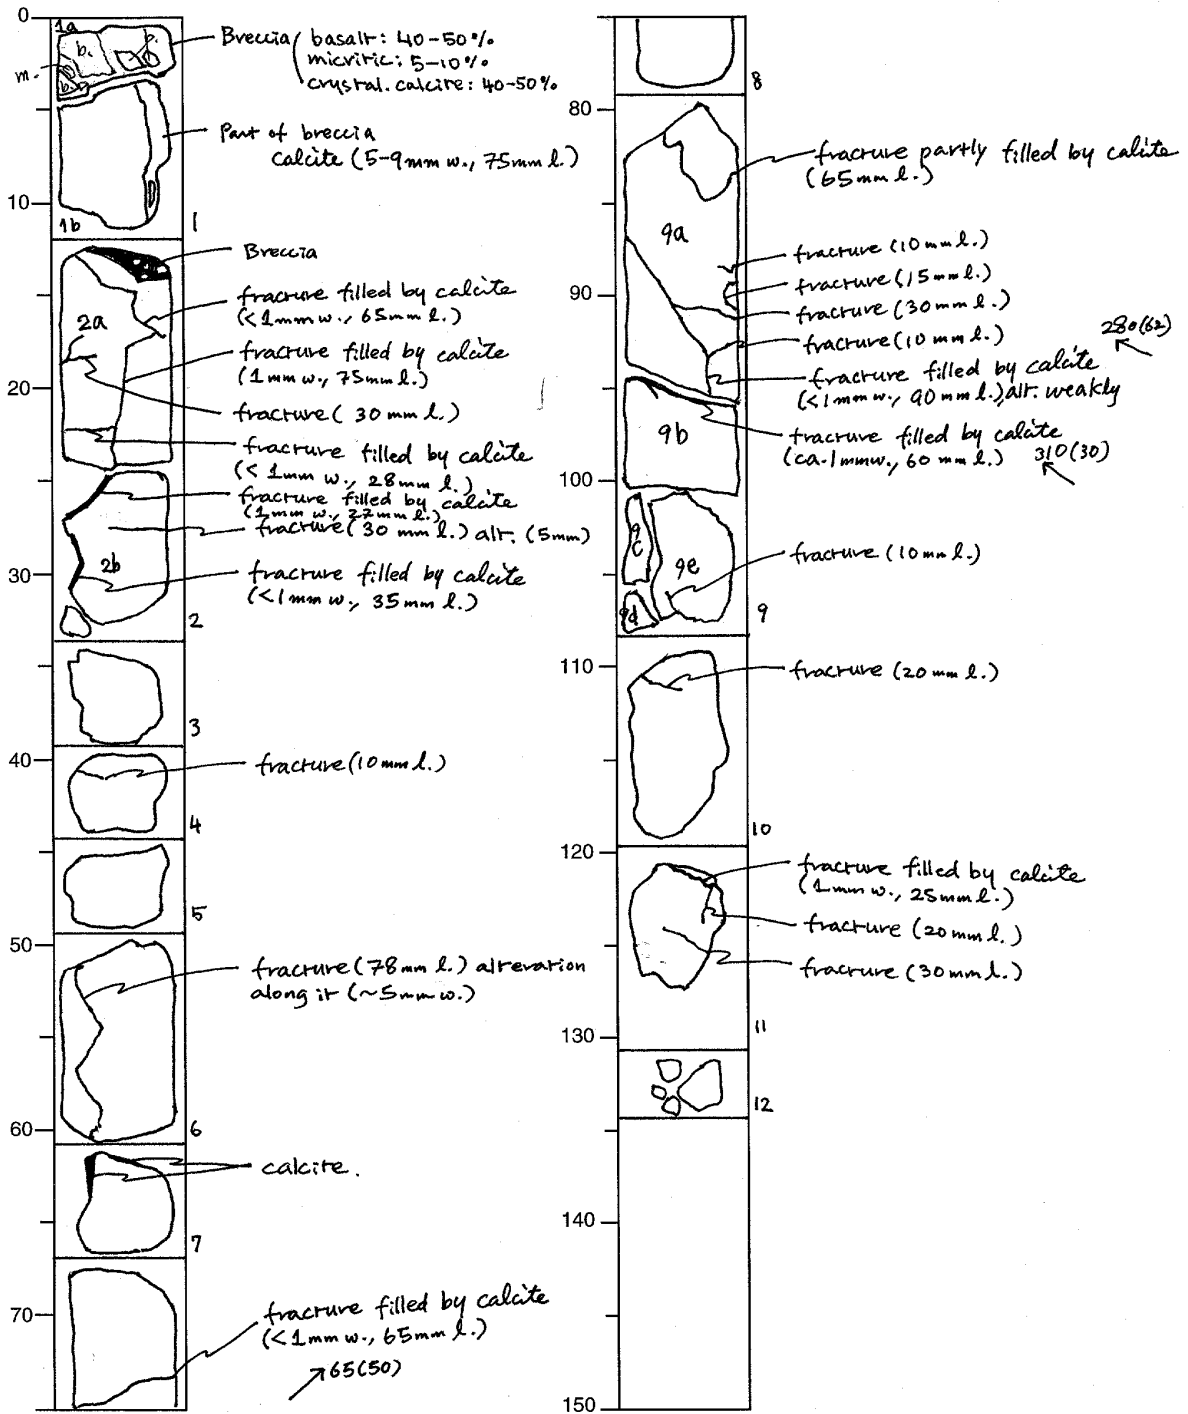 0
1a
b.
c.
m.
b.
Breccia
basalt: 40-50%
micritic: 5-10%
crystal. calcite: 40-50%
Part of breccia
calcite (5-9mm w., 75mm l.)
10
1b
1
Breccia
2a
fracture filled by calcite
(<1mm w., 65mm l.)
fracture filled by calcite
(1mm w., 75mm l.)
20
fracture (30 mm l.)
fracture filled by calcite
(<1mm w., 28mm l.)
fracture filled by calcite
(1mm w., 27mm l.)
fracture (30 mm l.) alt. (5mm)
2b
30
fracture filled by calcite
(<1mm w., 35mm l.)
2
3
40
fracture (10mm l.)
4
5
50
fracture (78mm l.) alteration
along it (~5mm w.)
60
6
calcite.
7
70
fracture filled by calcite
(<1mm w., 65mm l.)
65(50)
8
80
fracture partly filled by calcite
(65mm l.)
9a
fracture (10mm l.)
fracture (15mm l.)
90
fracture (30mm l.)
fracture (10mm l.)
280(62)
fracture filled by calcite
(<1mm w., 90mm l.), alt. weakly
9b
fracture filled by calcite
(ca. 1mm w., 60mm l.) 310(30)
100
9c
9e
fracture (10mm l.)
9d
9
110
fracture (20mm l.)
10
120
fracture filled by calcite
(1mm w., 25mm l.)
fracture (20mm l.)
fracture (30mm l.)
11
130
12
140
150